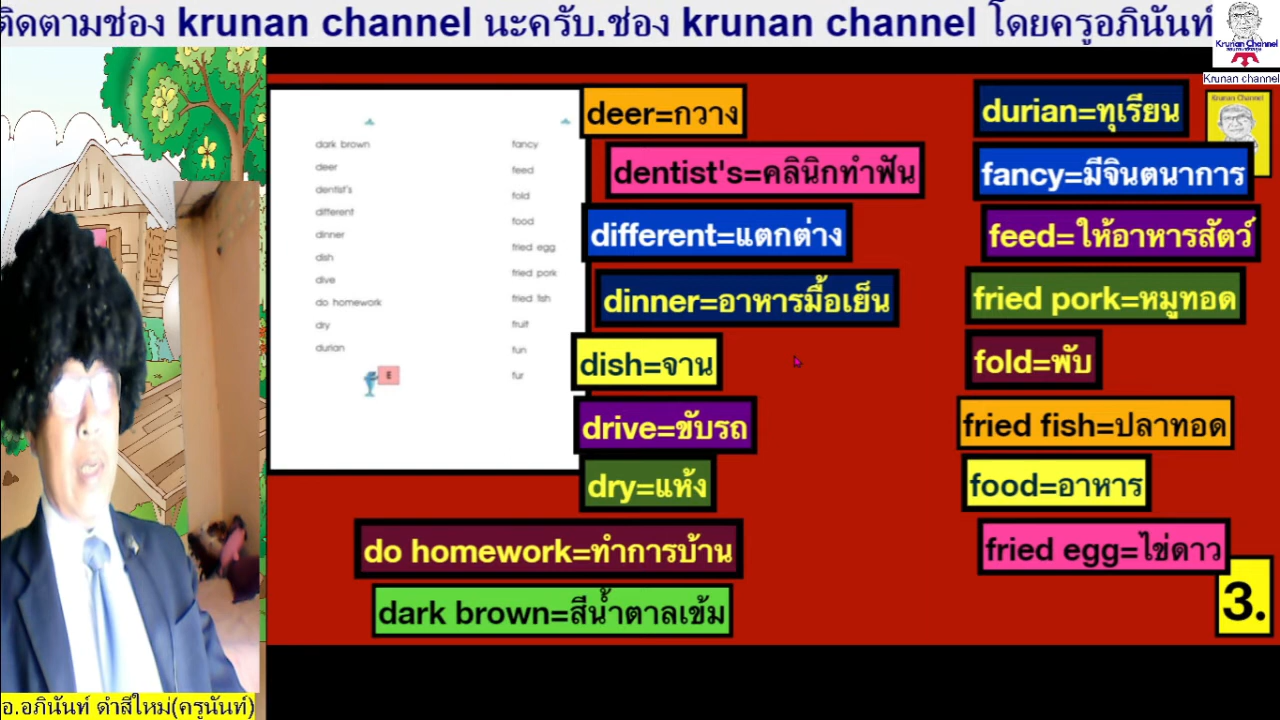 ติดตามช่อง krunan channel นะครับ.ช่อง krunan channel โดยครูอภินันท์
Krunan Channel
Krunan channel
Krunan Channel
dark brown
deer
dentist's
different
dinner
dish
dive
do homework
dry
durian
E
fancy
feed
fold
food
fried egg
fried pork
fried fish
fruit
fun
fur
deer=กวาง
dentist's=คลินิกทำฟัน
different=แตกต่าง
dinner=อาหารมื้อเย็น
dish=จาน
drive=ขับรถ
dry=แห้ง
do homework=ทำการบ้าน
dark brown=สีน้ำตาลเข้ม
durian=ทุเรียน
fancy=มีจินตนาการ
feed=ให้อาหารสัตว์
fried pork=หมูทอด
fold=พับ
fried fish=ปลาทอด
food=อาหาร
fried egg=ไข่ดาว
3.
อ.อภินันท์ ดำสีใหม่(ครูนันท์)